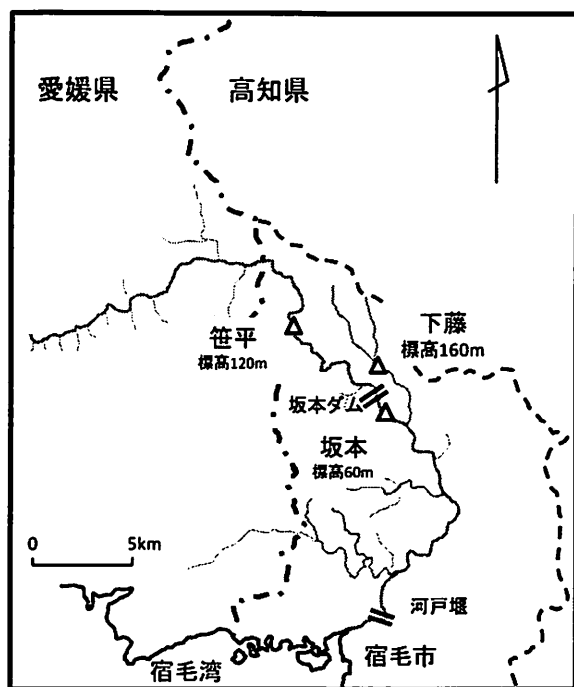 愛媛県
高知県
笹平
標高120m
下藤
標高160m
坂本ダム
坂本
標高60m
0 5km
河戸堰
宿毛湾
宿毛市